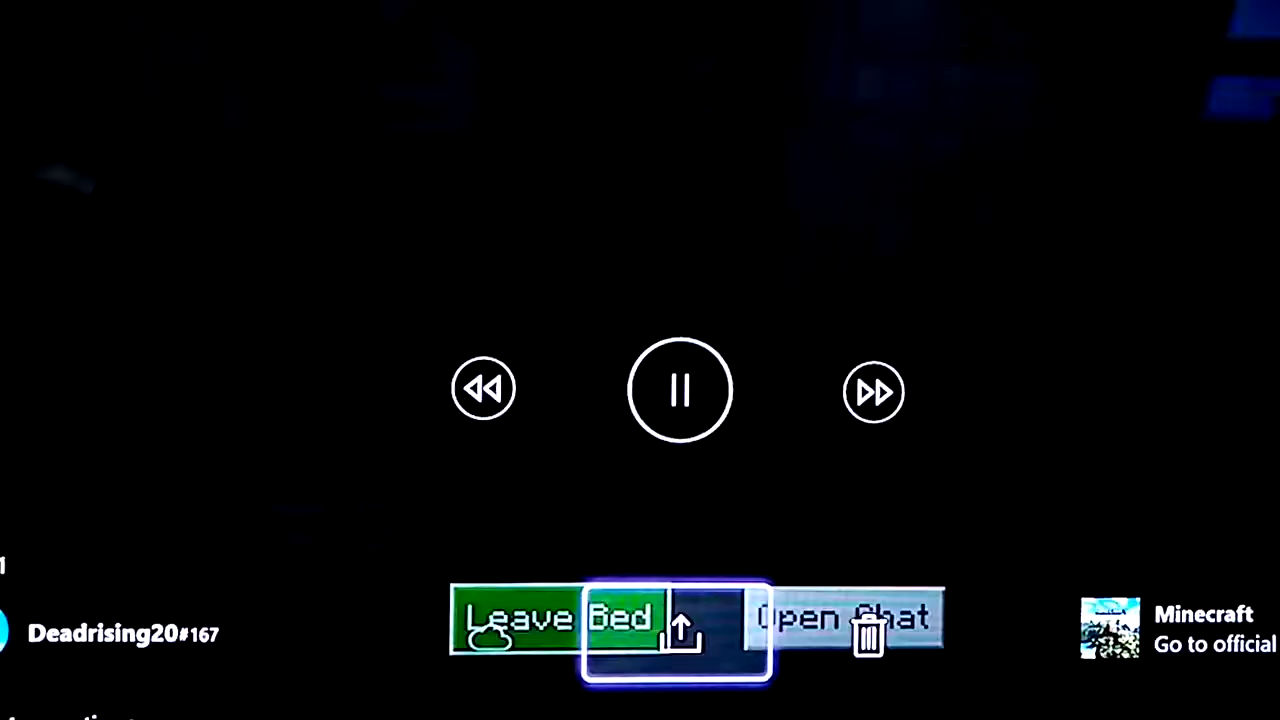 Leave Bed
Open Chat
Deadrising20#167
Minecraft
Go to official